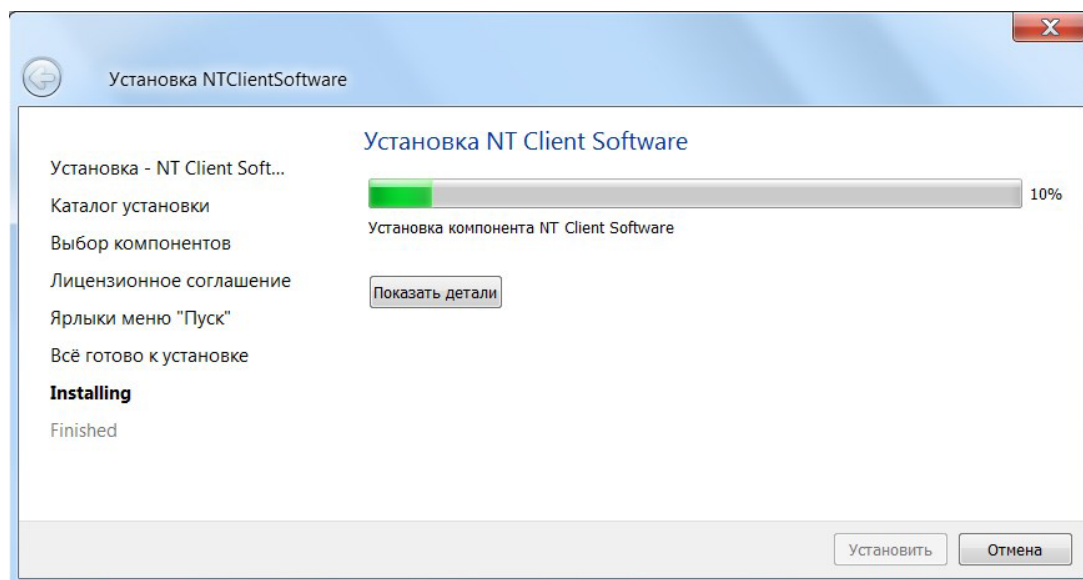 Установка NTClientSoftware
Установка - NT Client Soft...
Каталог установки
Выбор компонентов
Лицензионное соглашение
Ярлыки меню "Пуск"
Всё готово к установке
Installing
Finished
Установка NT Client Software
10%
Установка компонента NT Client Software
Показать детали
Установить
Отмена